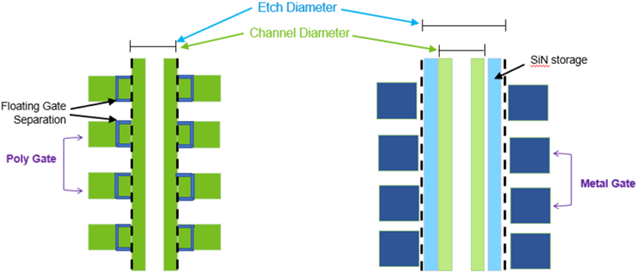 Etch Diameter
Channel Diameter
SiN storage
Floating Gate
Separation
Poly Gate
Metal Gate